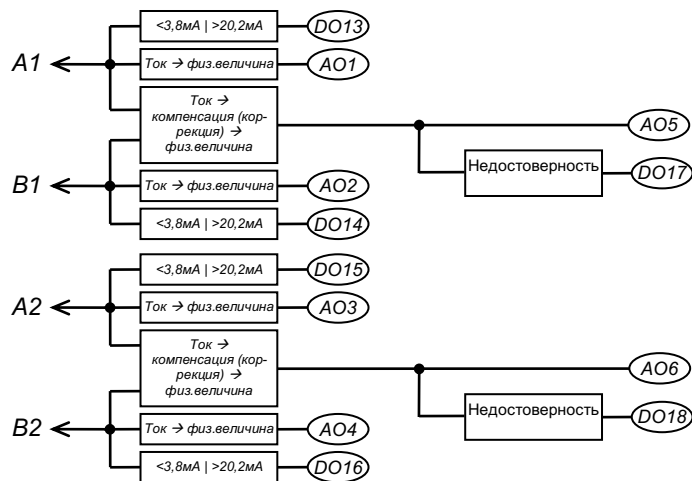 <3,8мА | >20,2мА
DO13
A1
Ток → физ.величина
AO1
Ток →
компенсация (кор-
рекция) →
физ.величина
AO5
Недостоверность
DO17
B1
Ток → физ.величина
AO2
<3,8мА | >20,2мА
DO14
<3,8мА | >20,2мА
DO15
A2
Ток → физ.величина
AO3
Ток →
компенсация (кор-
рекция) →
физ.величина
AO6
Недостоверность
DO18
B2
Ток → физ.величина
AO4
<3,8мА | >20,2мА
DO16